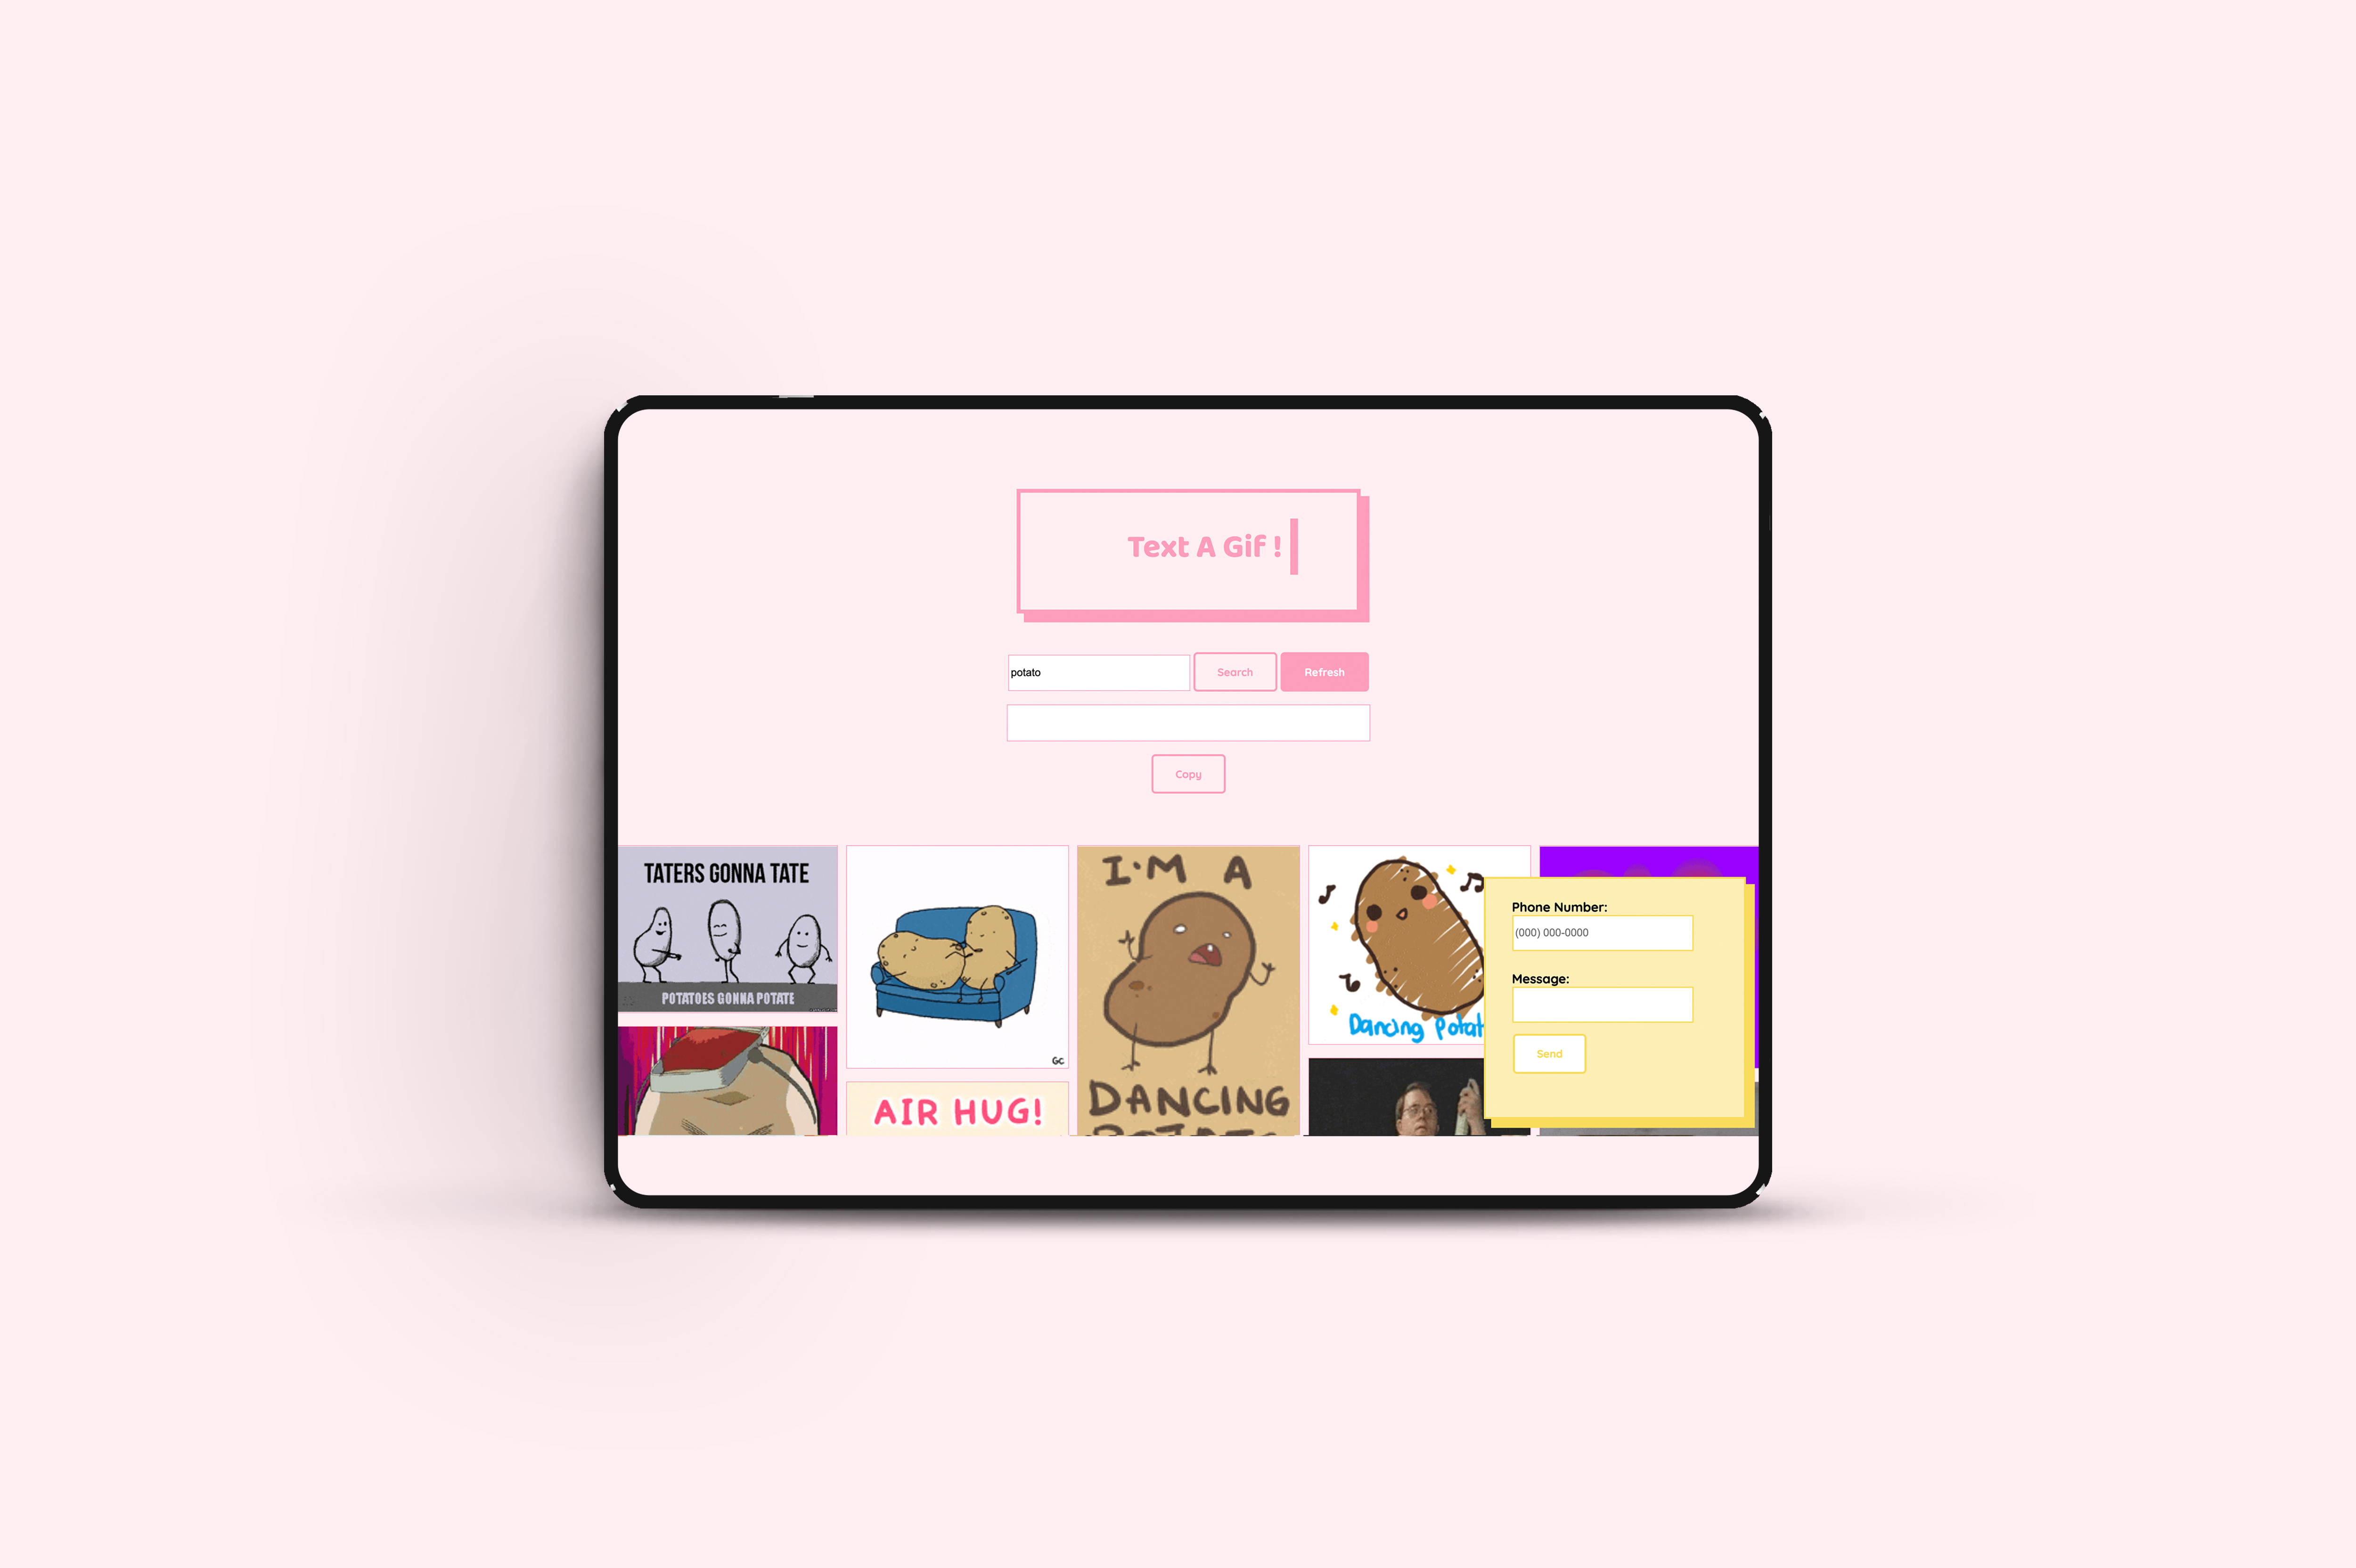 Text A Gif !
potato
Search
Refresh
Copy
TATERS GONNA TATE
POTATOES GONNA POTATE
GC
AIR HUG!
I'M A
DANCING
Dancing Potat
Phone Number:
(000) 000-0000
Message:
Send